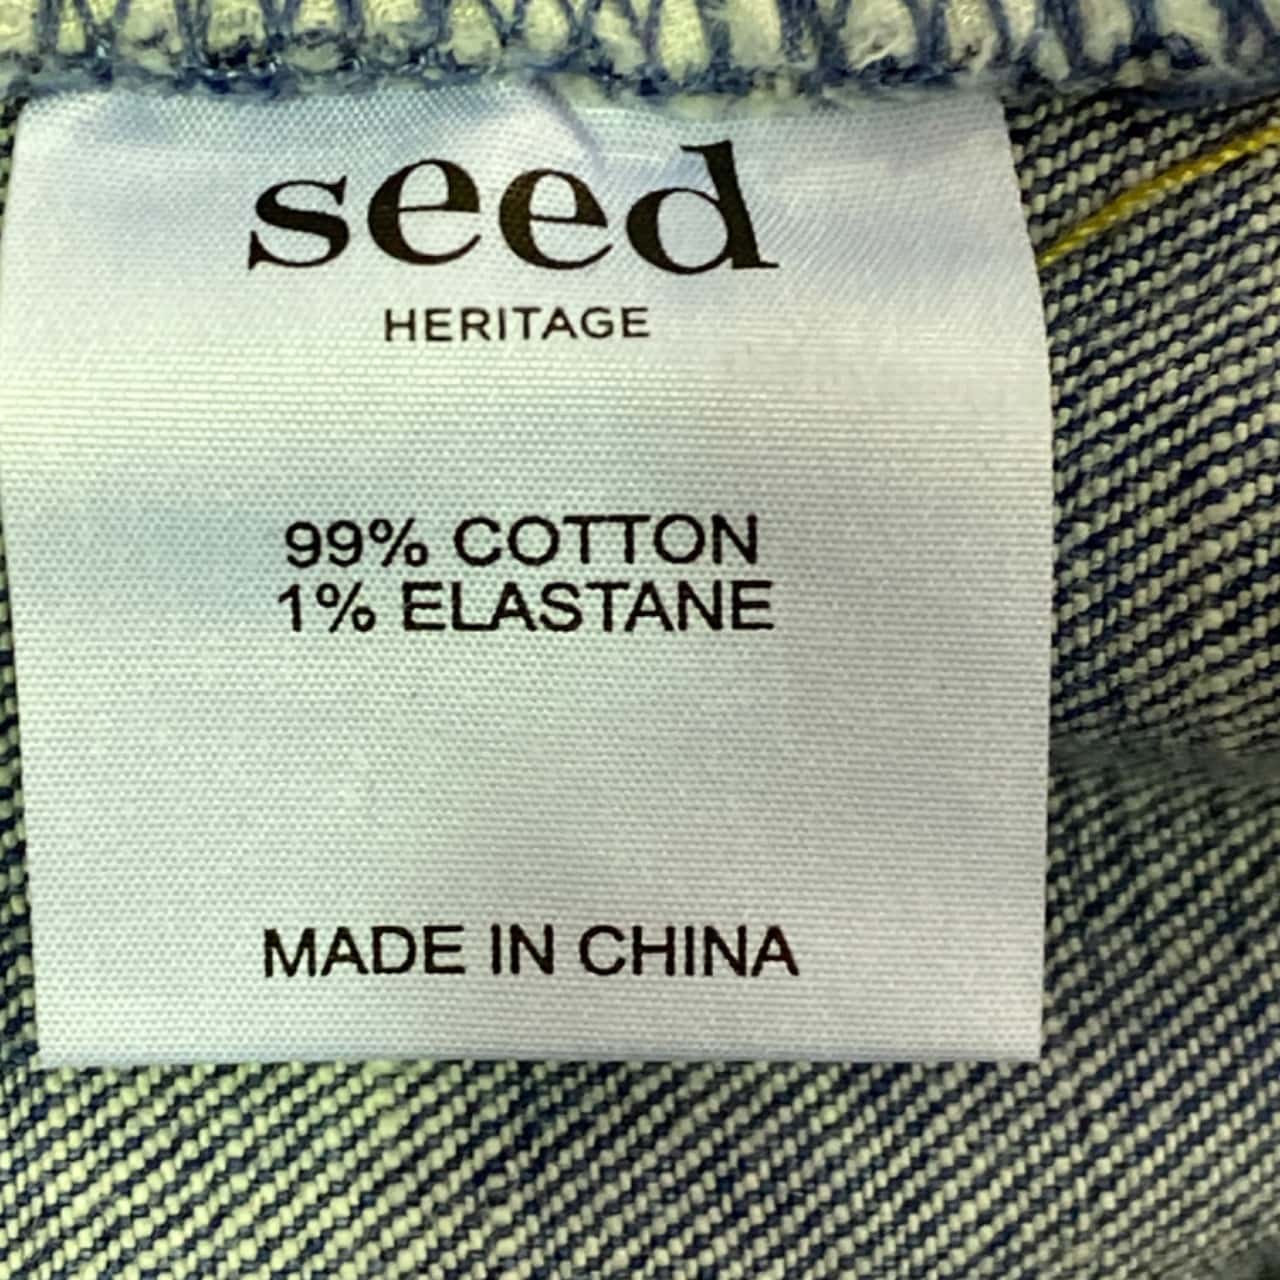 seed
HERITAGE
99% COTTON
1% ELASTANE
MADE IN CHINA